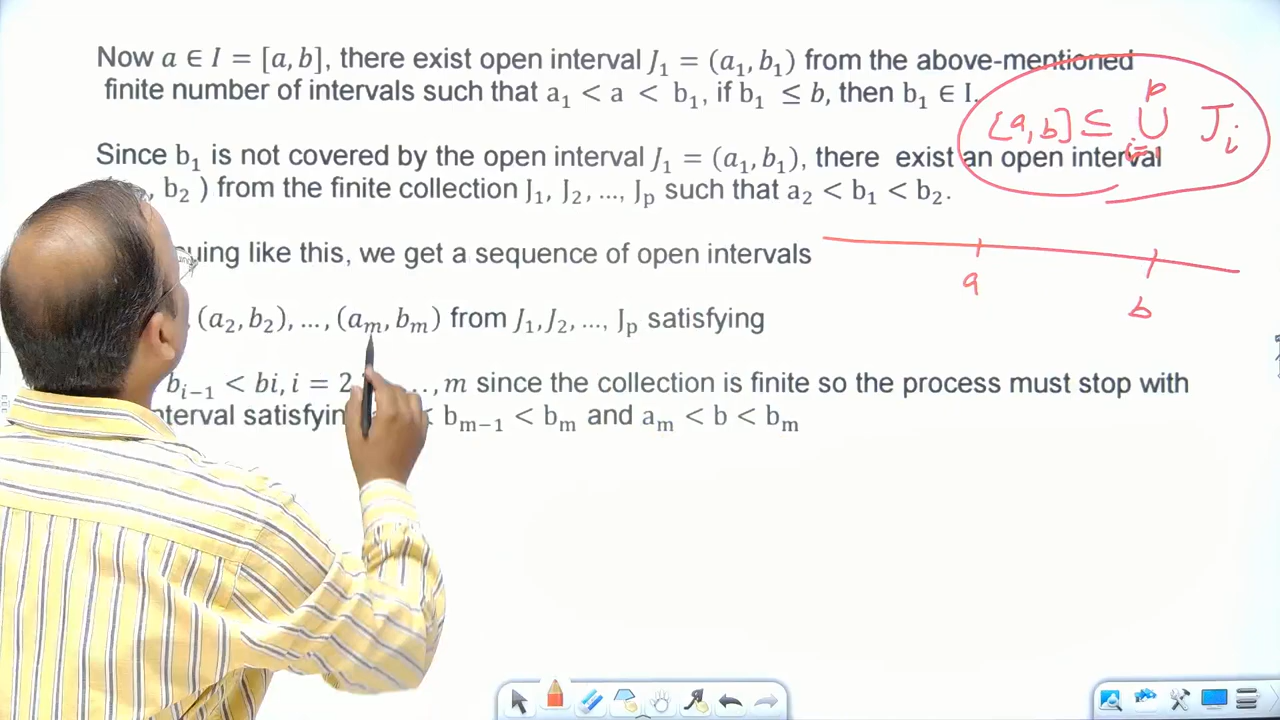 Now a ∈ I = [a, b], there exist open interval J₁ = (a₁, b₁) from the above-mentioned
finite number of intervals such that a₁ < a < b₁, if b₁ ≤ b, then b₁ ∈ I.
[a, b] ⊆ ⋃ᵢ₌₁ᵖ Jᵢ
Since b₁ is not covered by the open interval J₁ = (a₁, b₁), there exist an open interval
, b₂ ) from the finite collection J₁, J₂, ..., Jₚ such that a₂ < b₁ < b₂.
uing like this, we get a sequence of open intervals
a
b
(a₂, b₂), ..., (aₘ, bₘ) from J₁, J₂, ..., Jₚ satisfying
bᵢ₋₁ < bi, i = 2 .., m since the collection is finite so the process must stop with
terval satisfyin < bₘ₋₁ < bₘ and aₘ < b < bₘ